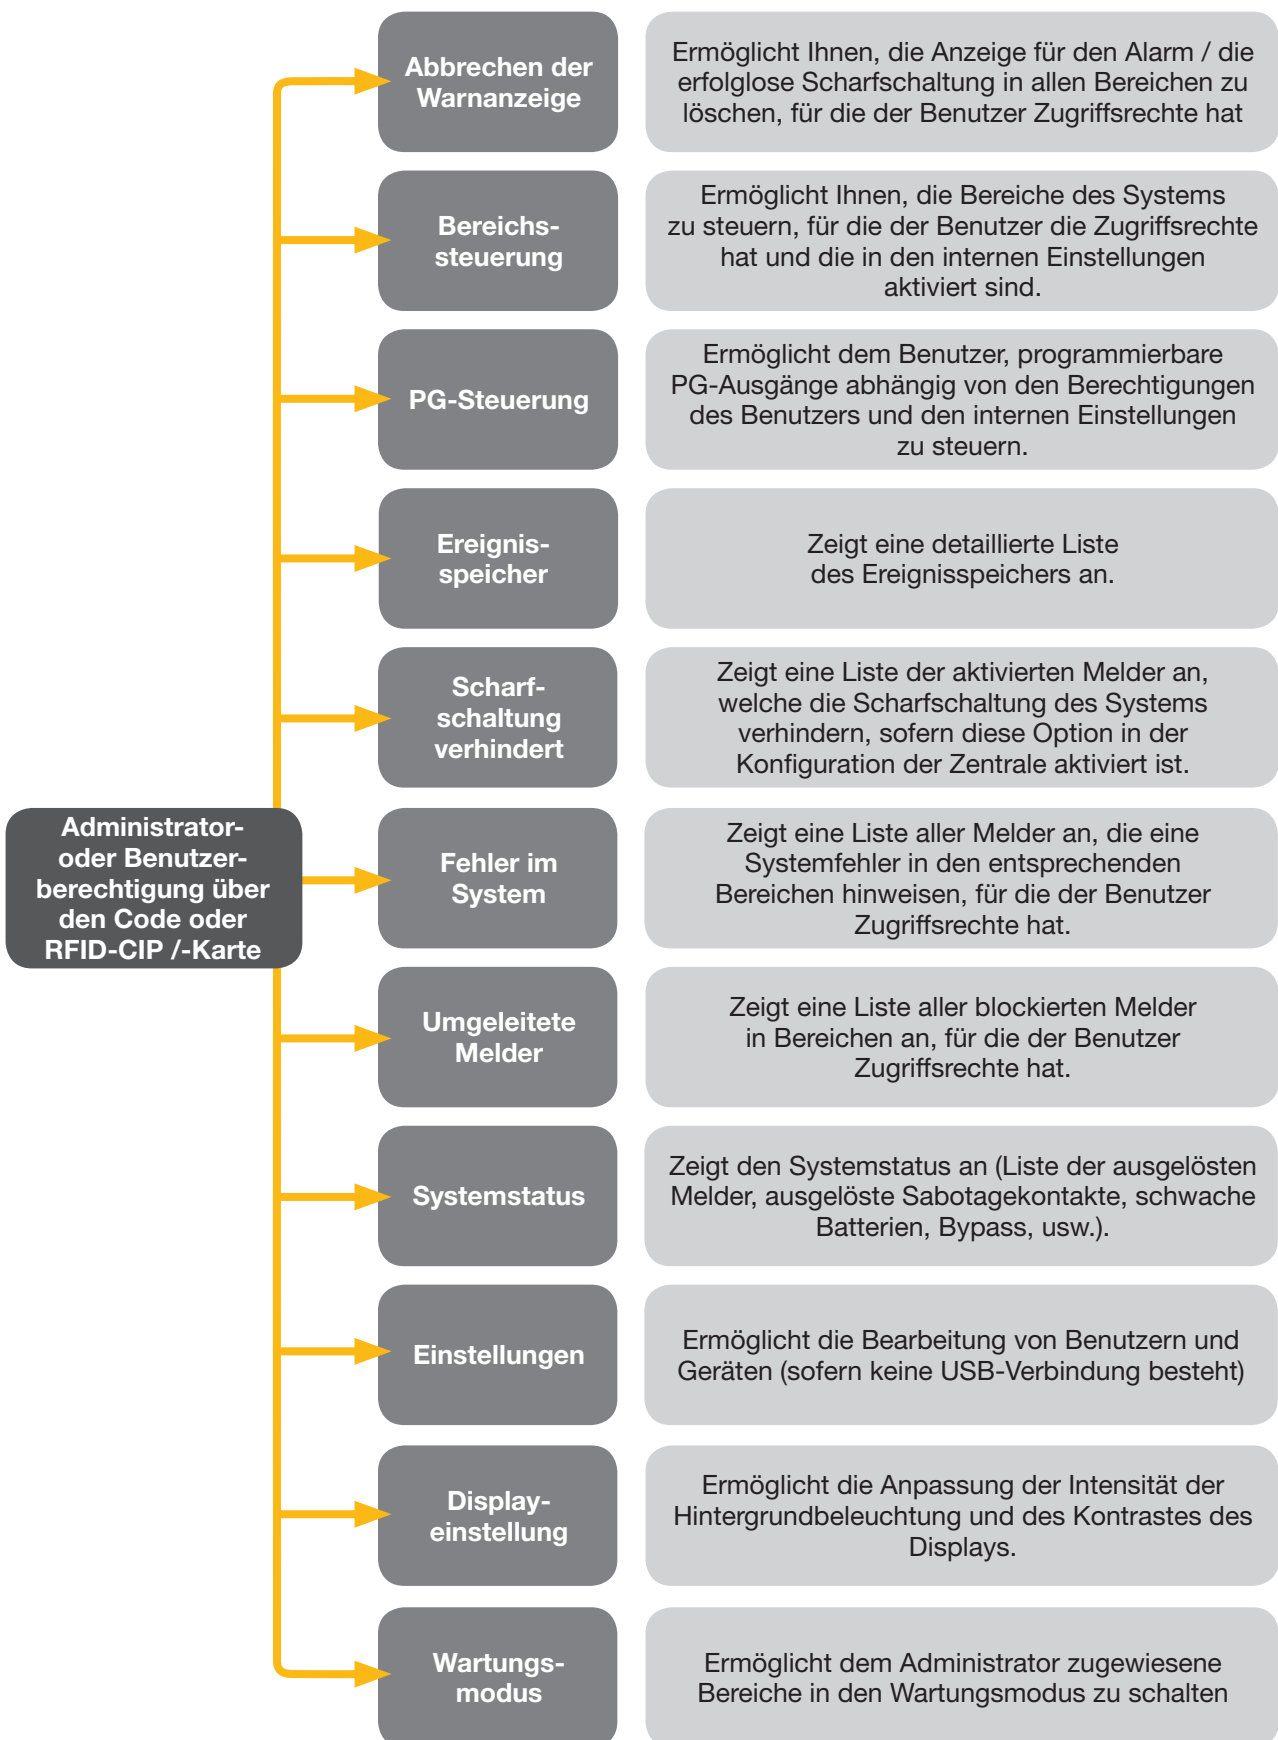 Abbrechen der
Warnanzeige
Ermöglicht Ihnen, die Anzeige für den Alarm / die
erfolglose Scharfschaltung in allen Bereichen zu
löschen, für die der Benutzer Zugriffsrechte hat
Bereichs-
steuerung
Ermöglicht Ihnen, die Bereiche des Systems
zu steuern, für die der Benutzer die Zugriffsrechte
hat und die in den internen Einstellungen
aktiviert sind.
PG-Steuerung
Ermöglicht dem Benutzer, programmierbare
PG-Ausgänge abhängig von den Berechtigungen
des Benutzers und den internen Einstellungen
zu steuern.
Ereignis-
speicher
Zeigt eine detaillierte Liste
des Ereignisspeichers an.
Scharf-
schaltung
verhindert
Zeigt eine Liste der aktivierten Melder an,
welche die Scharfschaltung des Systems
verhindern, sofern diese Option in der
Konfiguration der Zentrale aktiviert ist.
Administrator-
oder Benutzer-
berechtigung über
den Code oder
RFID-CIP /-Karte
Fehler im
System
Zeigt eine Liste aller Melder an, die eine
Systemfehler in den entsprechenden
Bereichen hinweisen, für die der Benutzer
Zugriffsrechte hat.
Umgeleitete
Melder
Zeigt eine Liste aller blockierten Melder
in Bereichen an, für die der Benutzer
Zugriffsrechte hat.
Systemstatus
Zeigt den Systemstatus an (Liste der ausgelösten
Melder, ausgelöste Sabotagekontakte, schwache
Batterien, Bypass, usw.).
Einstellungen
Ermöglicht die Bearbeitung von Benutzern und
Geräten (sofern keine USB-Verbindung besteht)
Display-
einstellung
Ermöglicht die Anpassung der Intensität der
Hintergrundbeleuchtung und des Kontrastes des
Displays.
Wartungs-
modus
Ermöglicht dem Administrator zugewiesene
Bereiche in den Wartungsmodus zu schalten